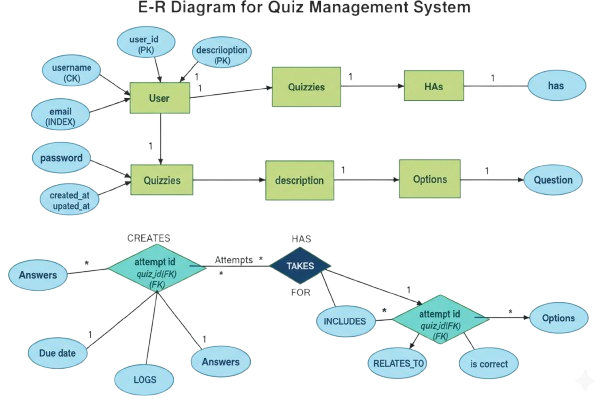 E-R Diagram for Quiz Management System
user_id
(PK)
descriloption
(PK)
username
(CK)
email
(INDEX)
User
1
1
Quizzies
1
HAs
1
has
1
password
created_at
upated_at
Quizzies
description
1
Options
1
Question
CREATES
HAS
Answers
*
attempt id
quiz_id(FK)
(FK)
Attempts *
*
TAKES
FOR
1
INCLUDES
*
attempt id
quiz_id(FK)
(FK)
*
Options
Due date
1
LOGS
1
Answers
RELATES_TO
is correct